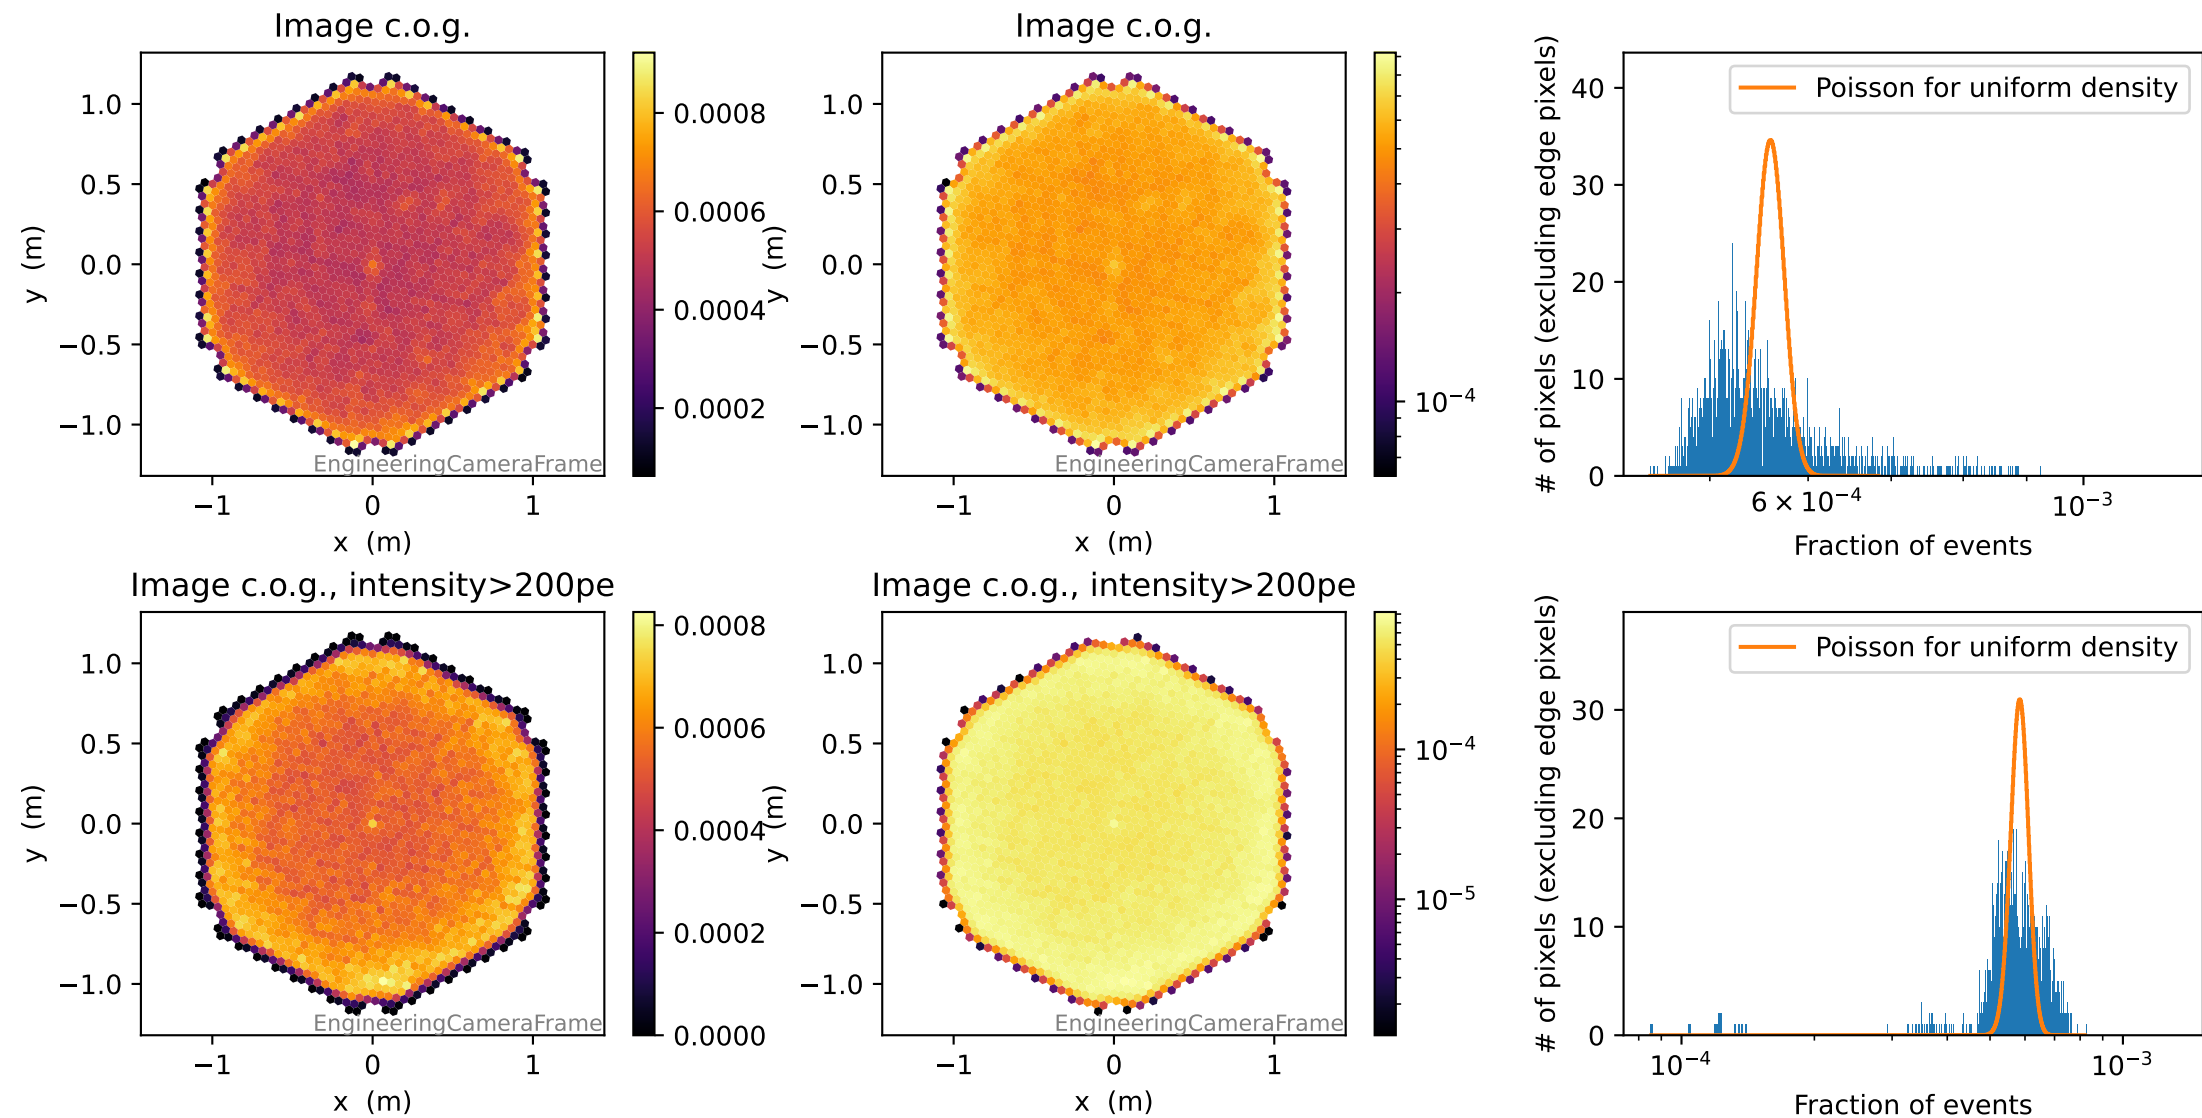 Image c.o.g.
y (m)
1.0
0.5
0.0
−0.5
−1.0
−1
0
1
x (m)
EngineeringCameraFrame
0.0008
0.0006
0.0004
0.0002
Image c.o.g.
y (m)
1.0
0.5
0.0
−0.5
−1.0
−1
0
1
x (m)
EngineeringCameraFrame
10⁻⁴
# of pixels (excluding edge pixels)
40
30
20
10
0
Poisson for uniform density
6 × 10⁻⁴
10⁻³
Fraction of events
Image c.o.g., intensity>200pe
y (m)
1.0
0.5
0.0
−0.5
−1.0
−1
0
1
x (m)
EngineeringCameraFrame
0.0008
0.0006
0.0004
0.0002
0.0000
Image c.o.g., intensity>200pe
y (m)
1.0
0.5
0.0
−0.5
−1.0
−1
0
1
x (m)
EngineeringCameraFrame
10⁻⁴
10⁻⁵
# of pixels (excluding edge pixels)
30
20
10
0
Poisson for uniform density
10⁻⁴
10⁻³
Fraction of events